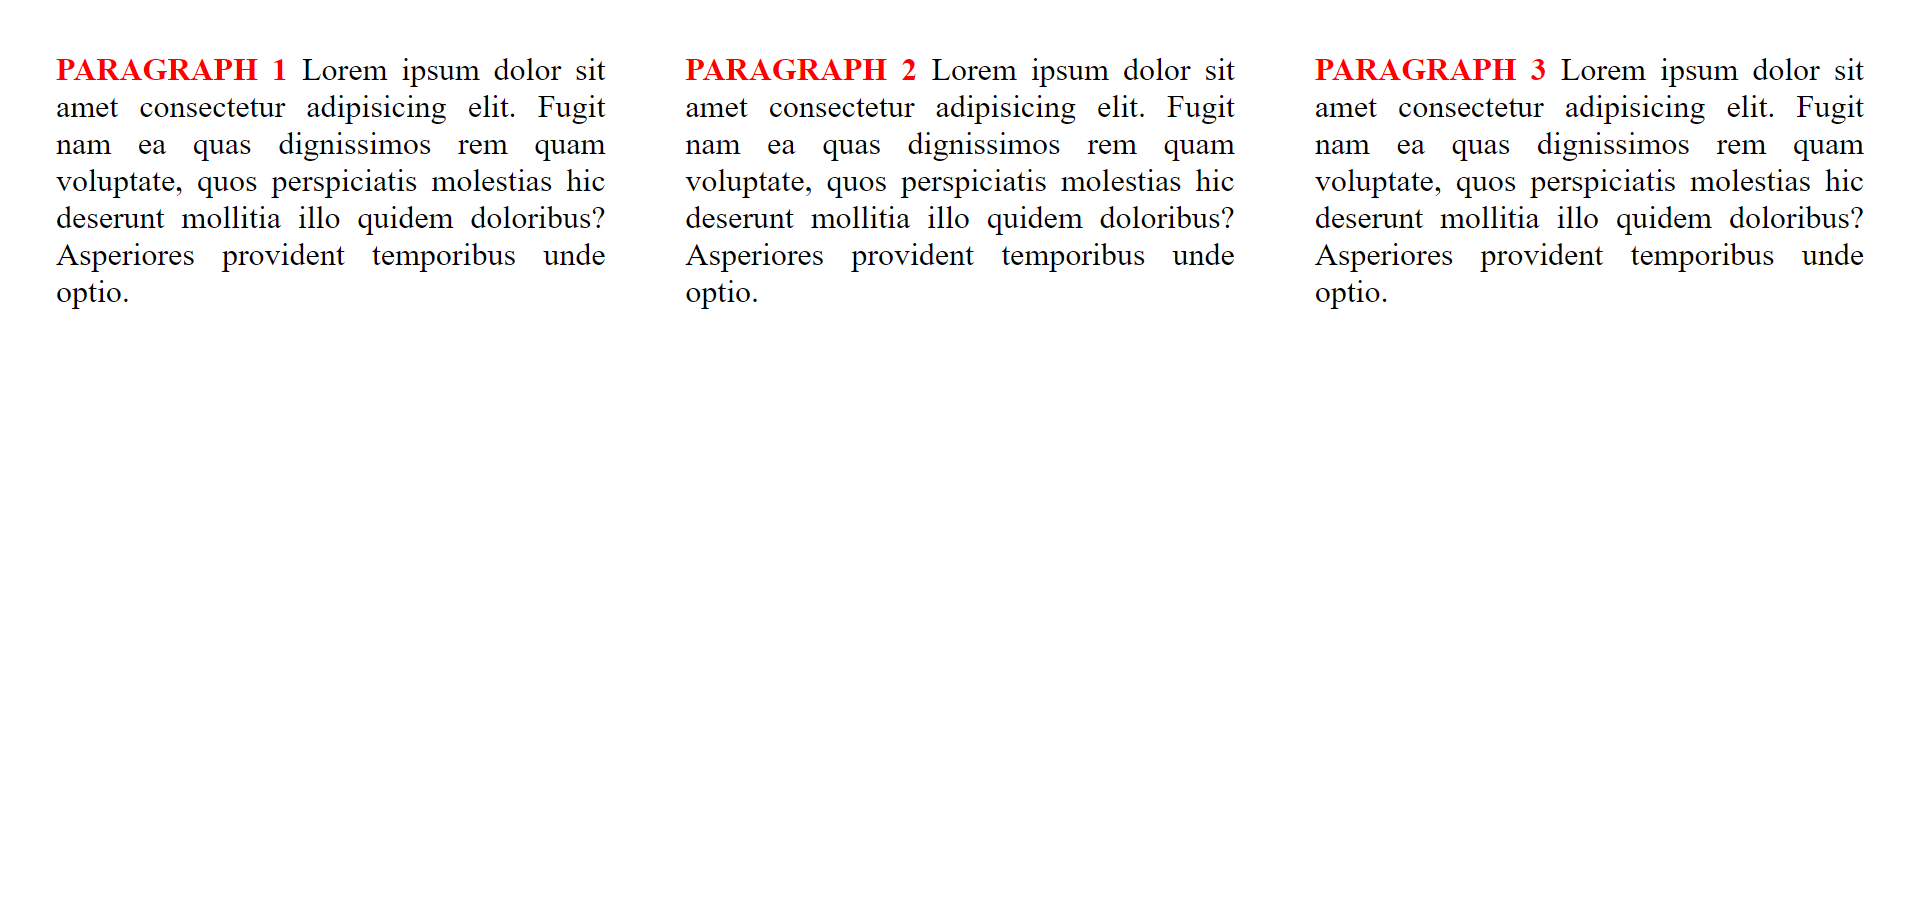 PARAGRAPH 1 Lorem ipsum dolor sit
amet consectetur adipisicing elit. Fugit
nam ea quas dignissimos rem quam
voluptate, quos perspiciatis molestias hic
deserunt mollitia illo quidem doloribus?
Asperiores provident temporibus unde
optio.
PARAGRAPH 2 Lorem ipsum dolor sit
amet consectetur adipisicing elit. Fugit
nam ea quas dignissimos rem quam
voluptate, quos perspiciatis molestias hic
deserunt mollitia illo quidem doloribus?
Asperiores provident temporibus unde
optio.
PARAGRAPH 3 Lorem ipsum dolor sit
amet consectetur adipisicing elit. Fugit
nam ea quas dignissimos rem quam
voluptate, quos perspiciatis molestias hic
deserunt mollitia illo quidem doloribus?
Asperiores provident temporibus unde
optio.